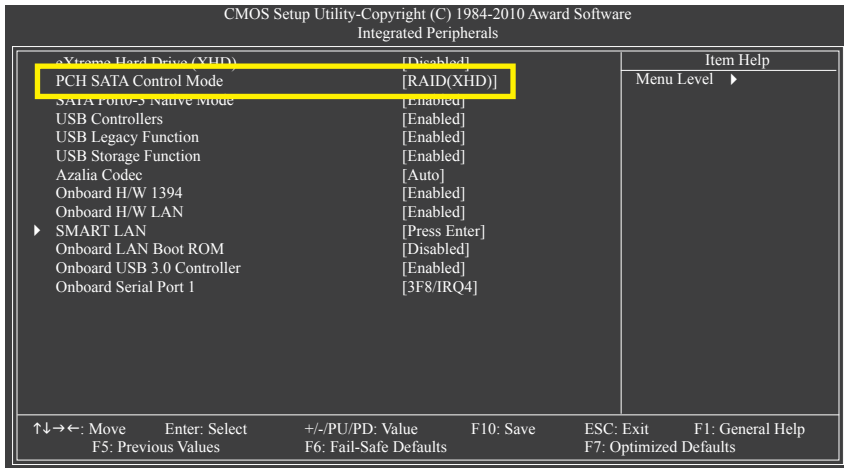 CMOS Setup Utility-Copyright (C) 1984-2010 Award Software
Integrated Peripherals
eXtreme Hard Drive (XHD) [Disabled]
PCH SATA Control Mode [RAID(XHD)]
SATA Port0-3 Native Mode [Enabled]
USB Controllers [Enabled]
USB Legacy Function [Enabled]
USB Storage Function [Enabled]
Azalia Codec [Auto]
Onboard H/W 1394 [Enabled]
Onboard H/W LAN [Enabled]
SMART LAN [Press Enter]
Onboard LAN Boot ROM [Disabled]
Onboard USB 3.0 Controller [Enabled]
Onboard Serial Port 1 [3F8/IRQ4]
Item Help
Menu Level
↑↓→←: Move Enter: Select +/-/PU/PD: Value F10: Save ESC: Exit F1: General Help
F5: Previous Values F6: Fail-Safe Defaults F7: Optimized Defaults